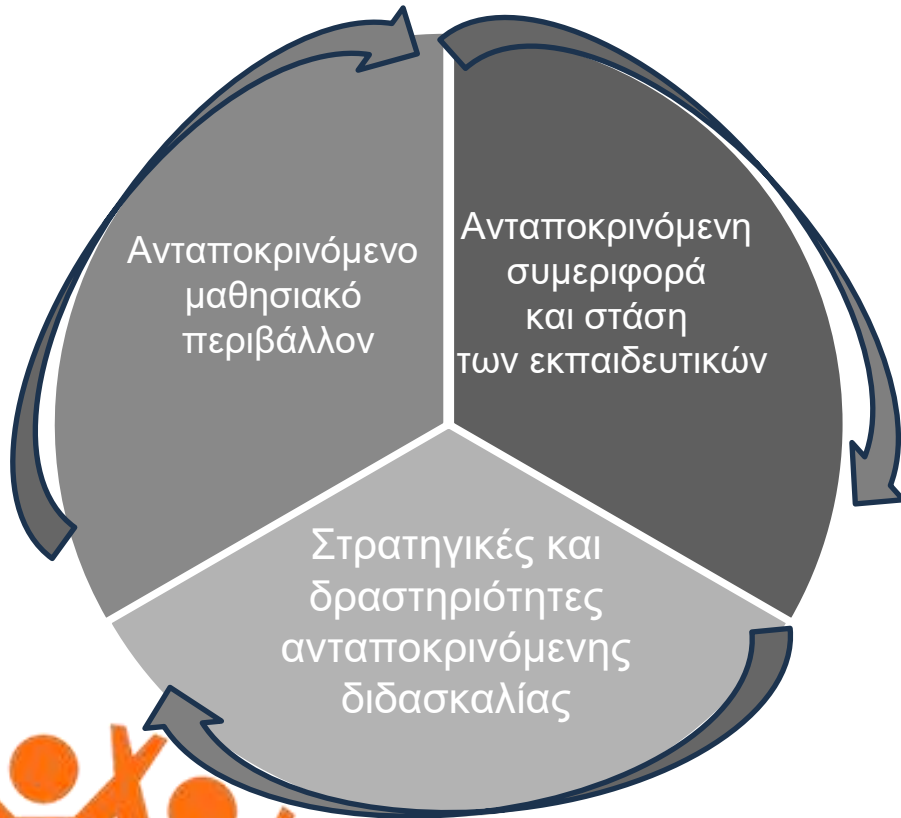 Ανταποκρινόμενο
μαθησιακό
περιβάλλον
Ανταποκρινόμενη
συμεριφορά
και στάση
των εκπαιδευτικών
Στρατηγικές και
δραστηριότητες
ανταποκρινόμενης
διδασκαλίας